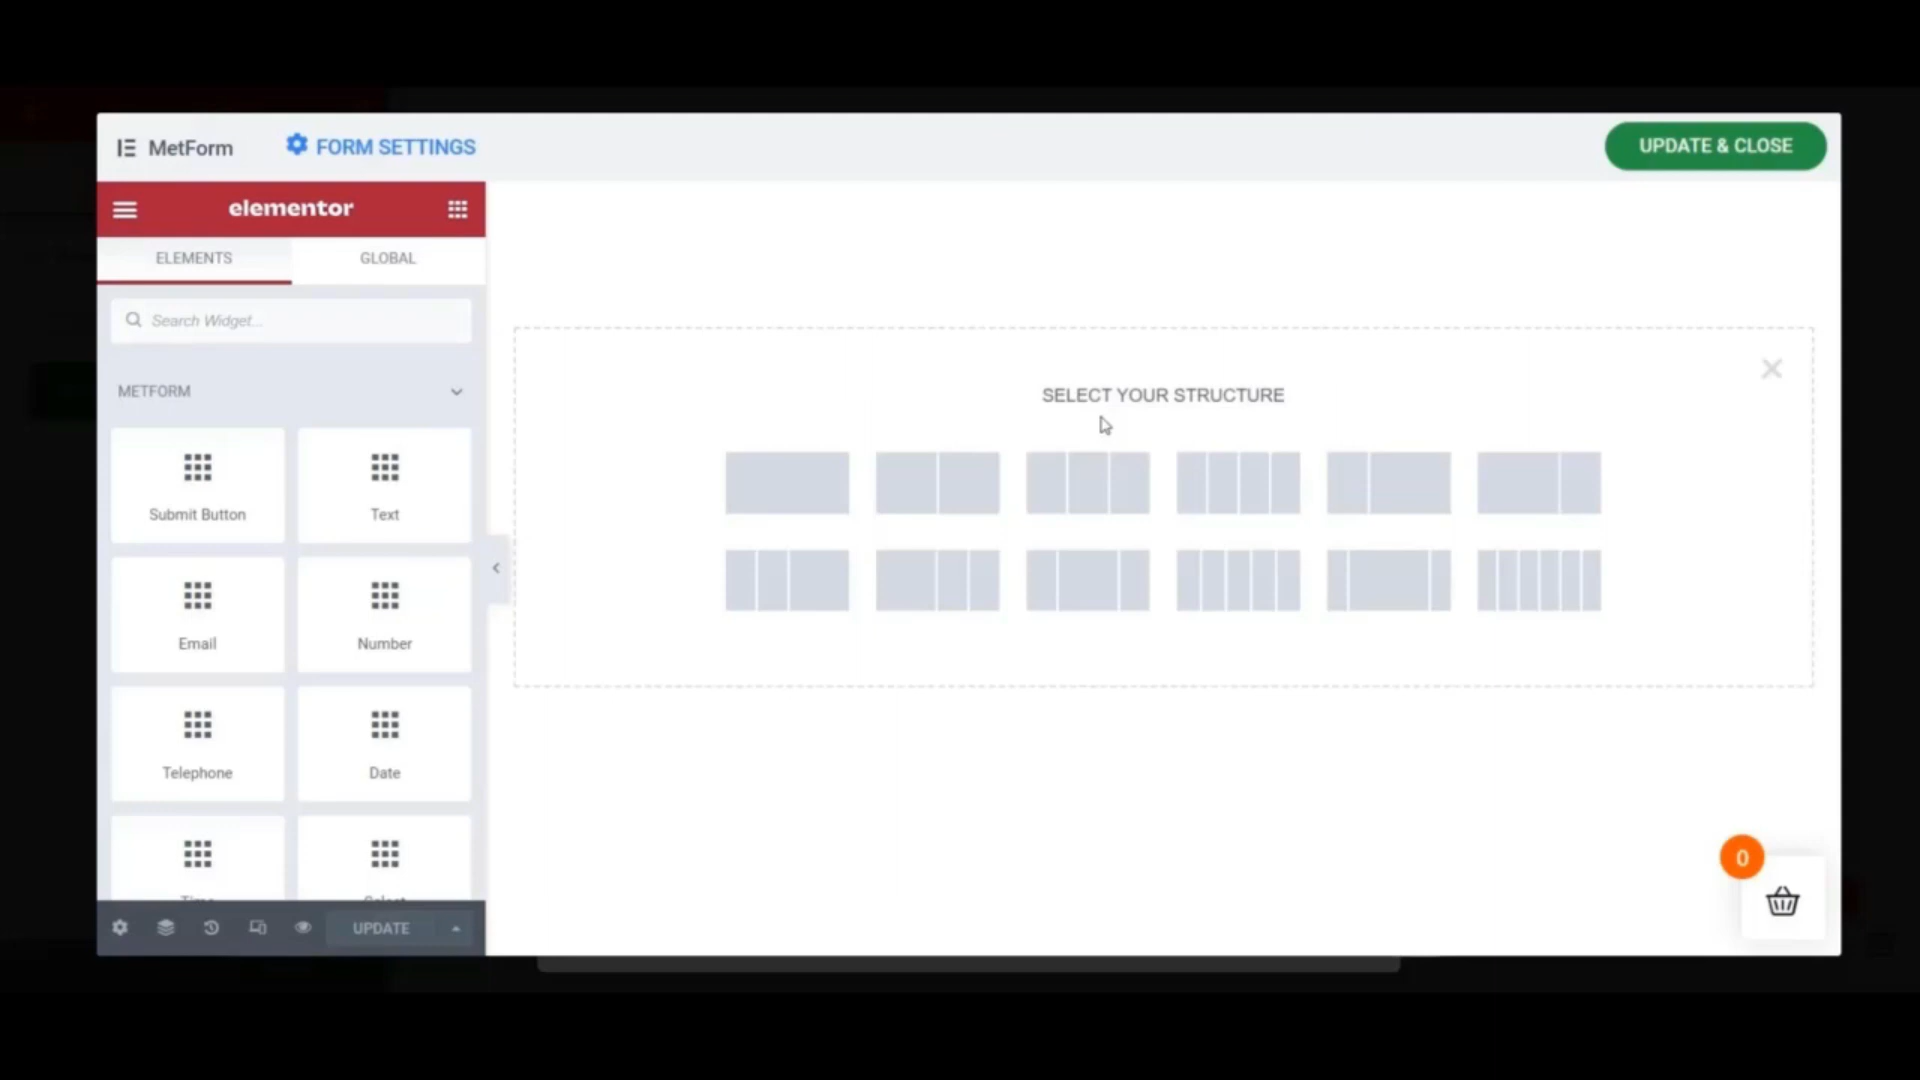 MetForm
FORM SETTINGS
UPDATE & CLOSE
elementor
ELEMENTS
GLOBAL
Search Widget...
METFORM
SELECT YOUR STRUCTURE
Submit Button
Text
Email
Number
Telephone
Date
UPDATE
0